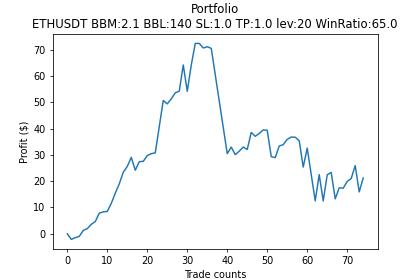 Portfolio
ETHUSDT BBM:2.1 BBL:140 SL:1.0 TP:1.0 lev:20 WinRatio:65.0
70
60
50
40
30
20
10
0
Profit ($)
0 10 20 30 40 50 60 70
Trade counts